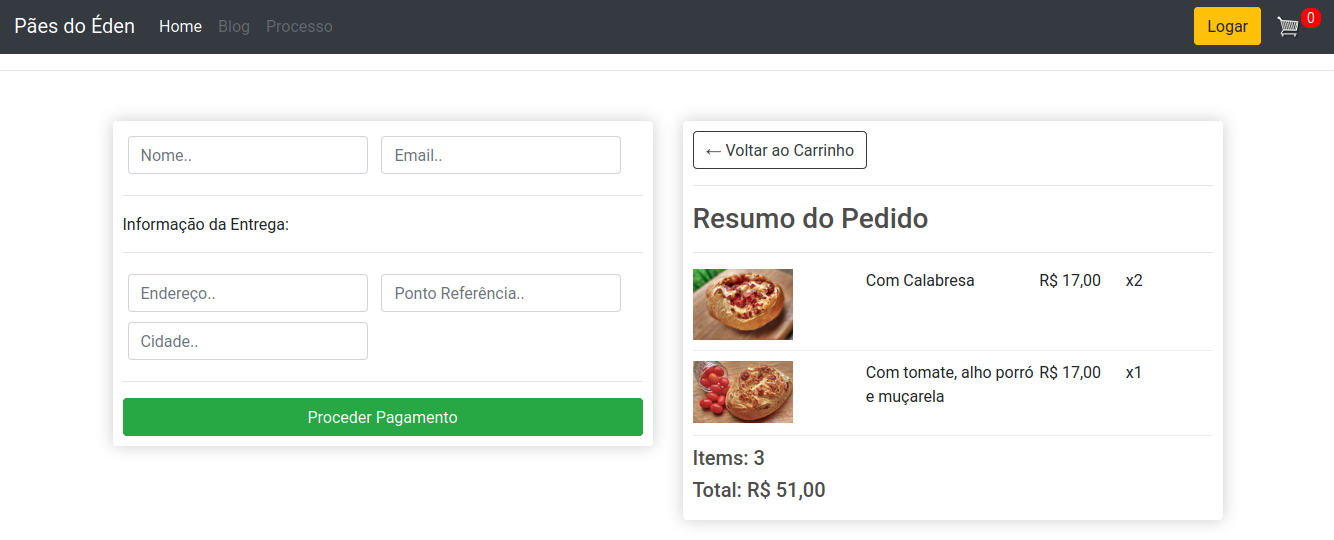 Pães do Éden Home Blog Processo Logar 0
Nome.. Email..
Informação da Entrega:
Endereço.. Ponto Referência..
Cidade..
Proceder Pagamento
← Voltar ao Carrinho
Resumo do Pedido
Com Calabresa R$ 17,00 x2
Com tomate, alho porró R$ 17,00 x1
e muçarela
Items: 3
Total: R$ 51,00